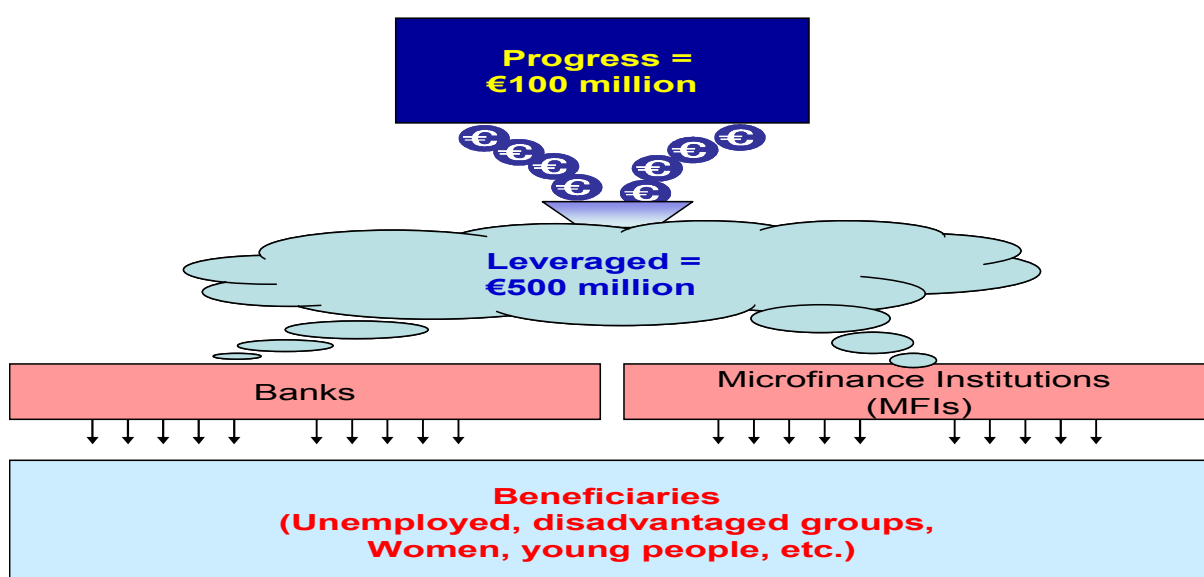 Progress =
€100 million
€
€
€
€
€
€
€
€
Leveraged =
€500 million
Banks
Microfinance Institutions
(MFIs)
Beneficiaries
(Unemployed, disadvantaged groups,
Women, young people, etc.)